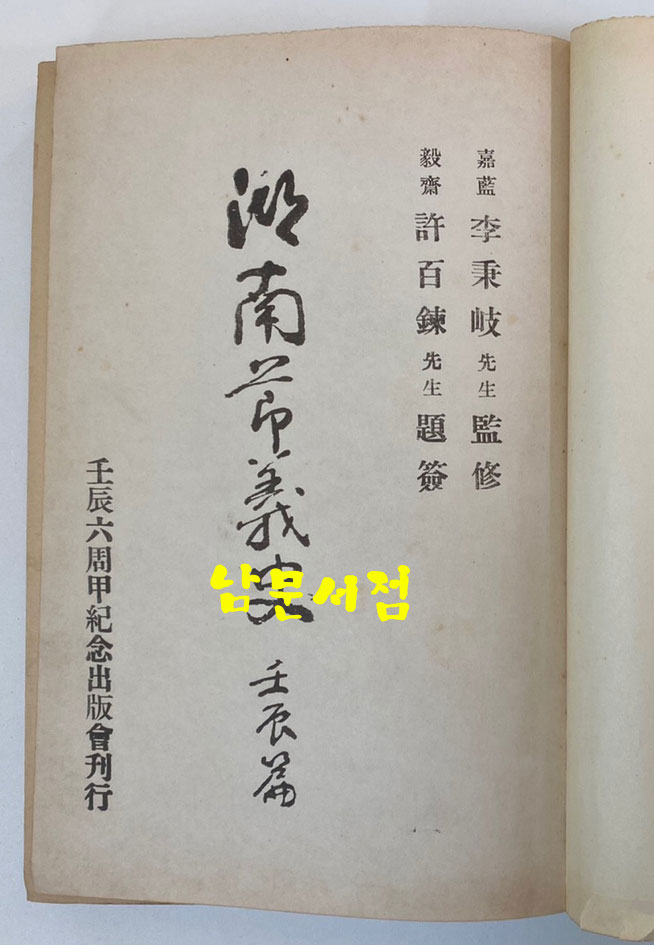 嘉藍 李秉岐 先生 監修
毅齋 許百鍊 先生 題簽
湖南節義史 壬辰篇
壬辰六周甲紀念出版會刊行
남문서점